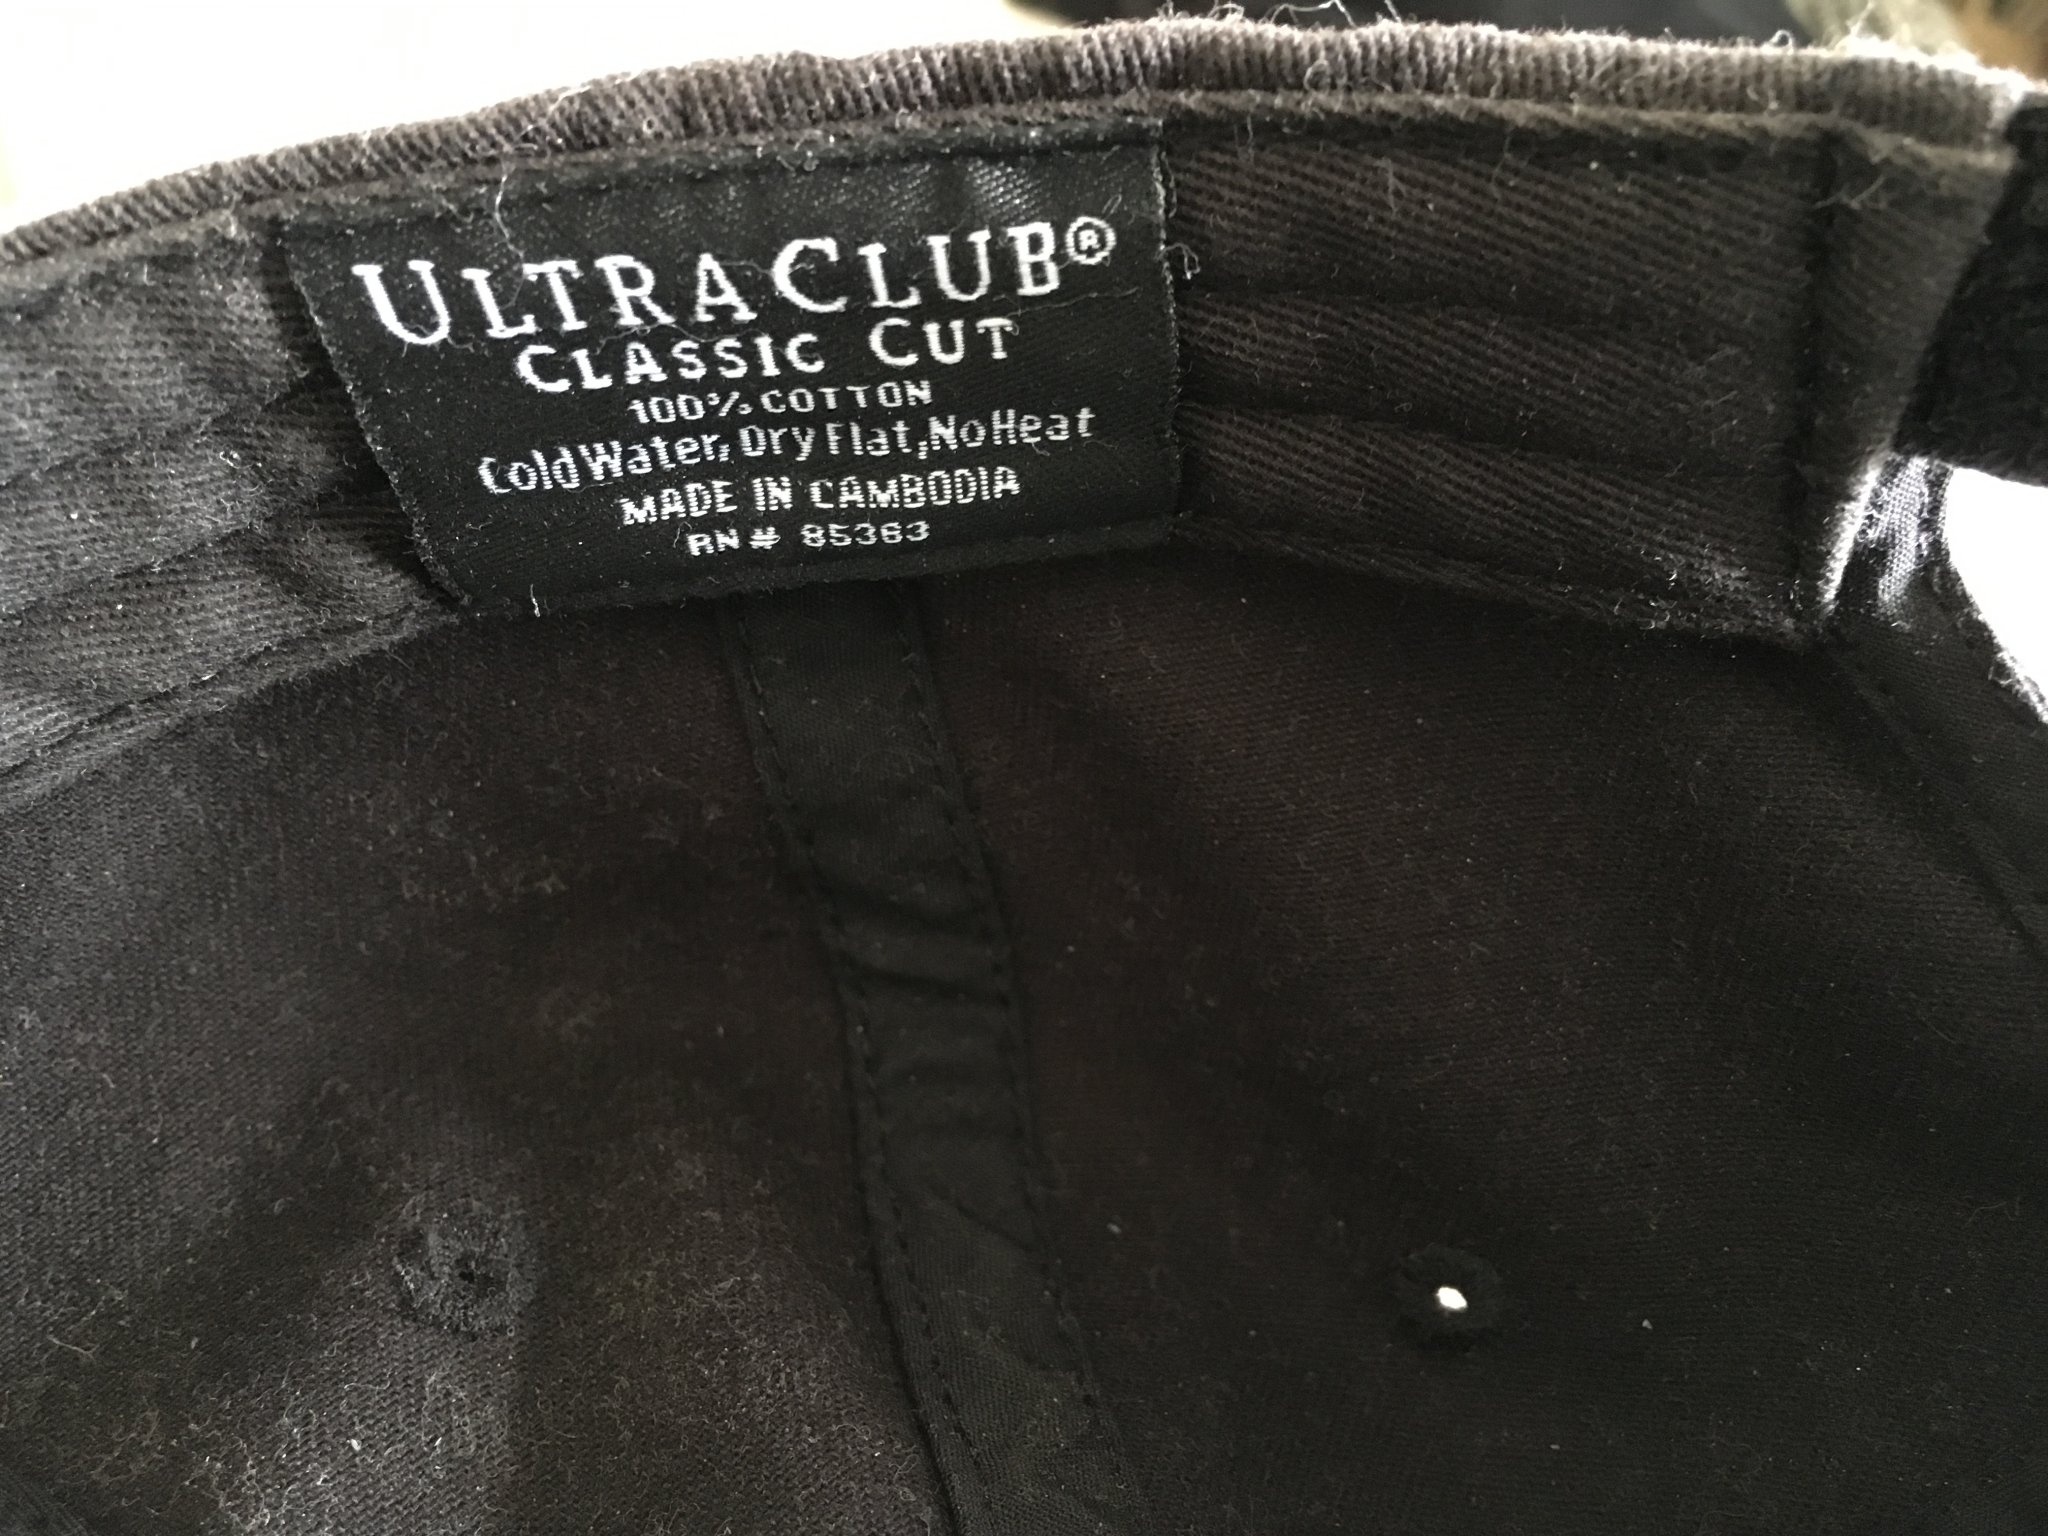 ULTRACLUB®
CLASSIC CUT
100% COTTON
Cold Water, Dry Flat, No Heat
MADE IN CAMBODIA
RN# 85363